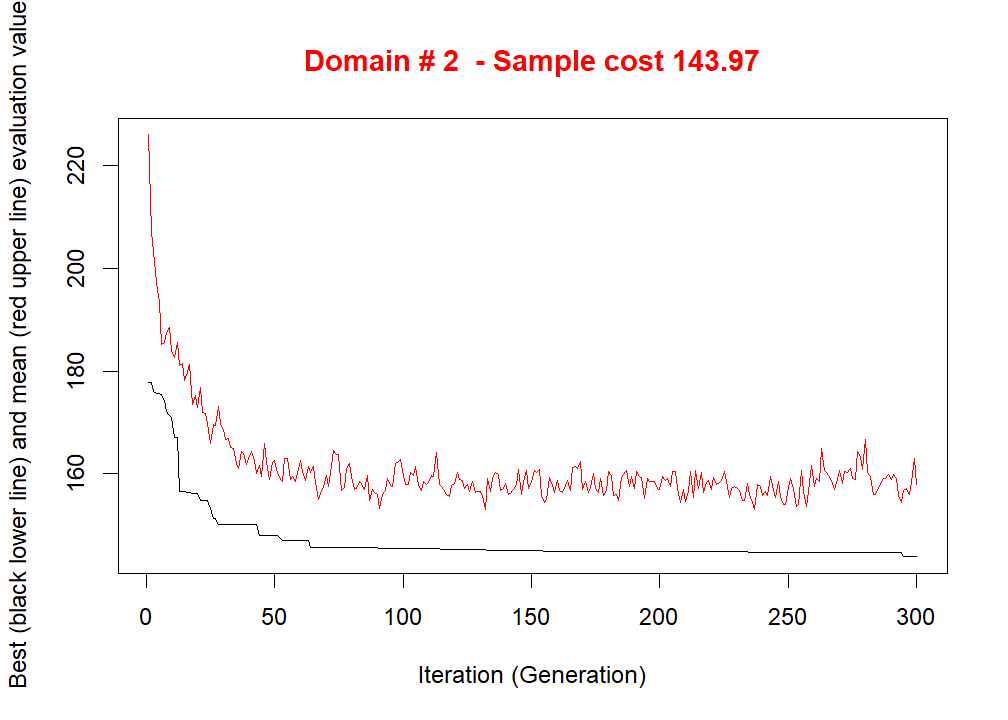 Domain # 2  - Sample cost 143.97
Best (black lower line) and mean (red upper line) evaluation value
220
200
180
160
0 50 100 150 200 250 300
Iteration (Generation)